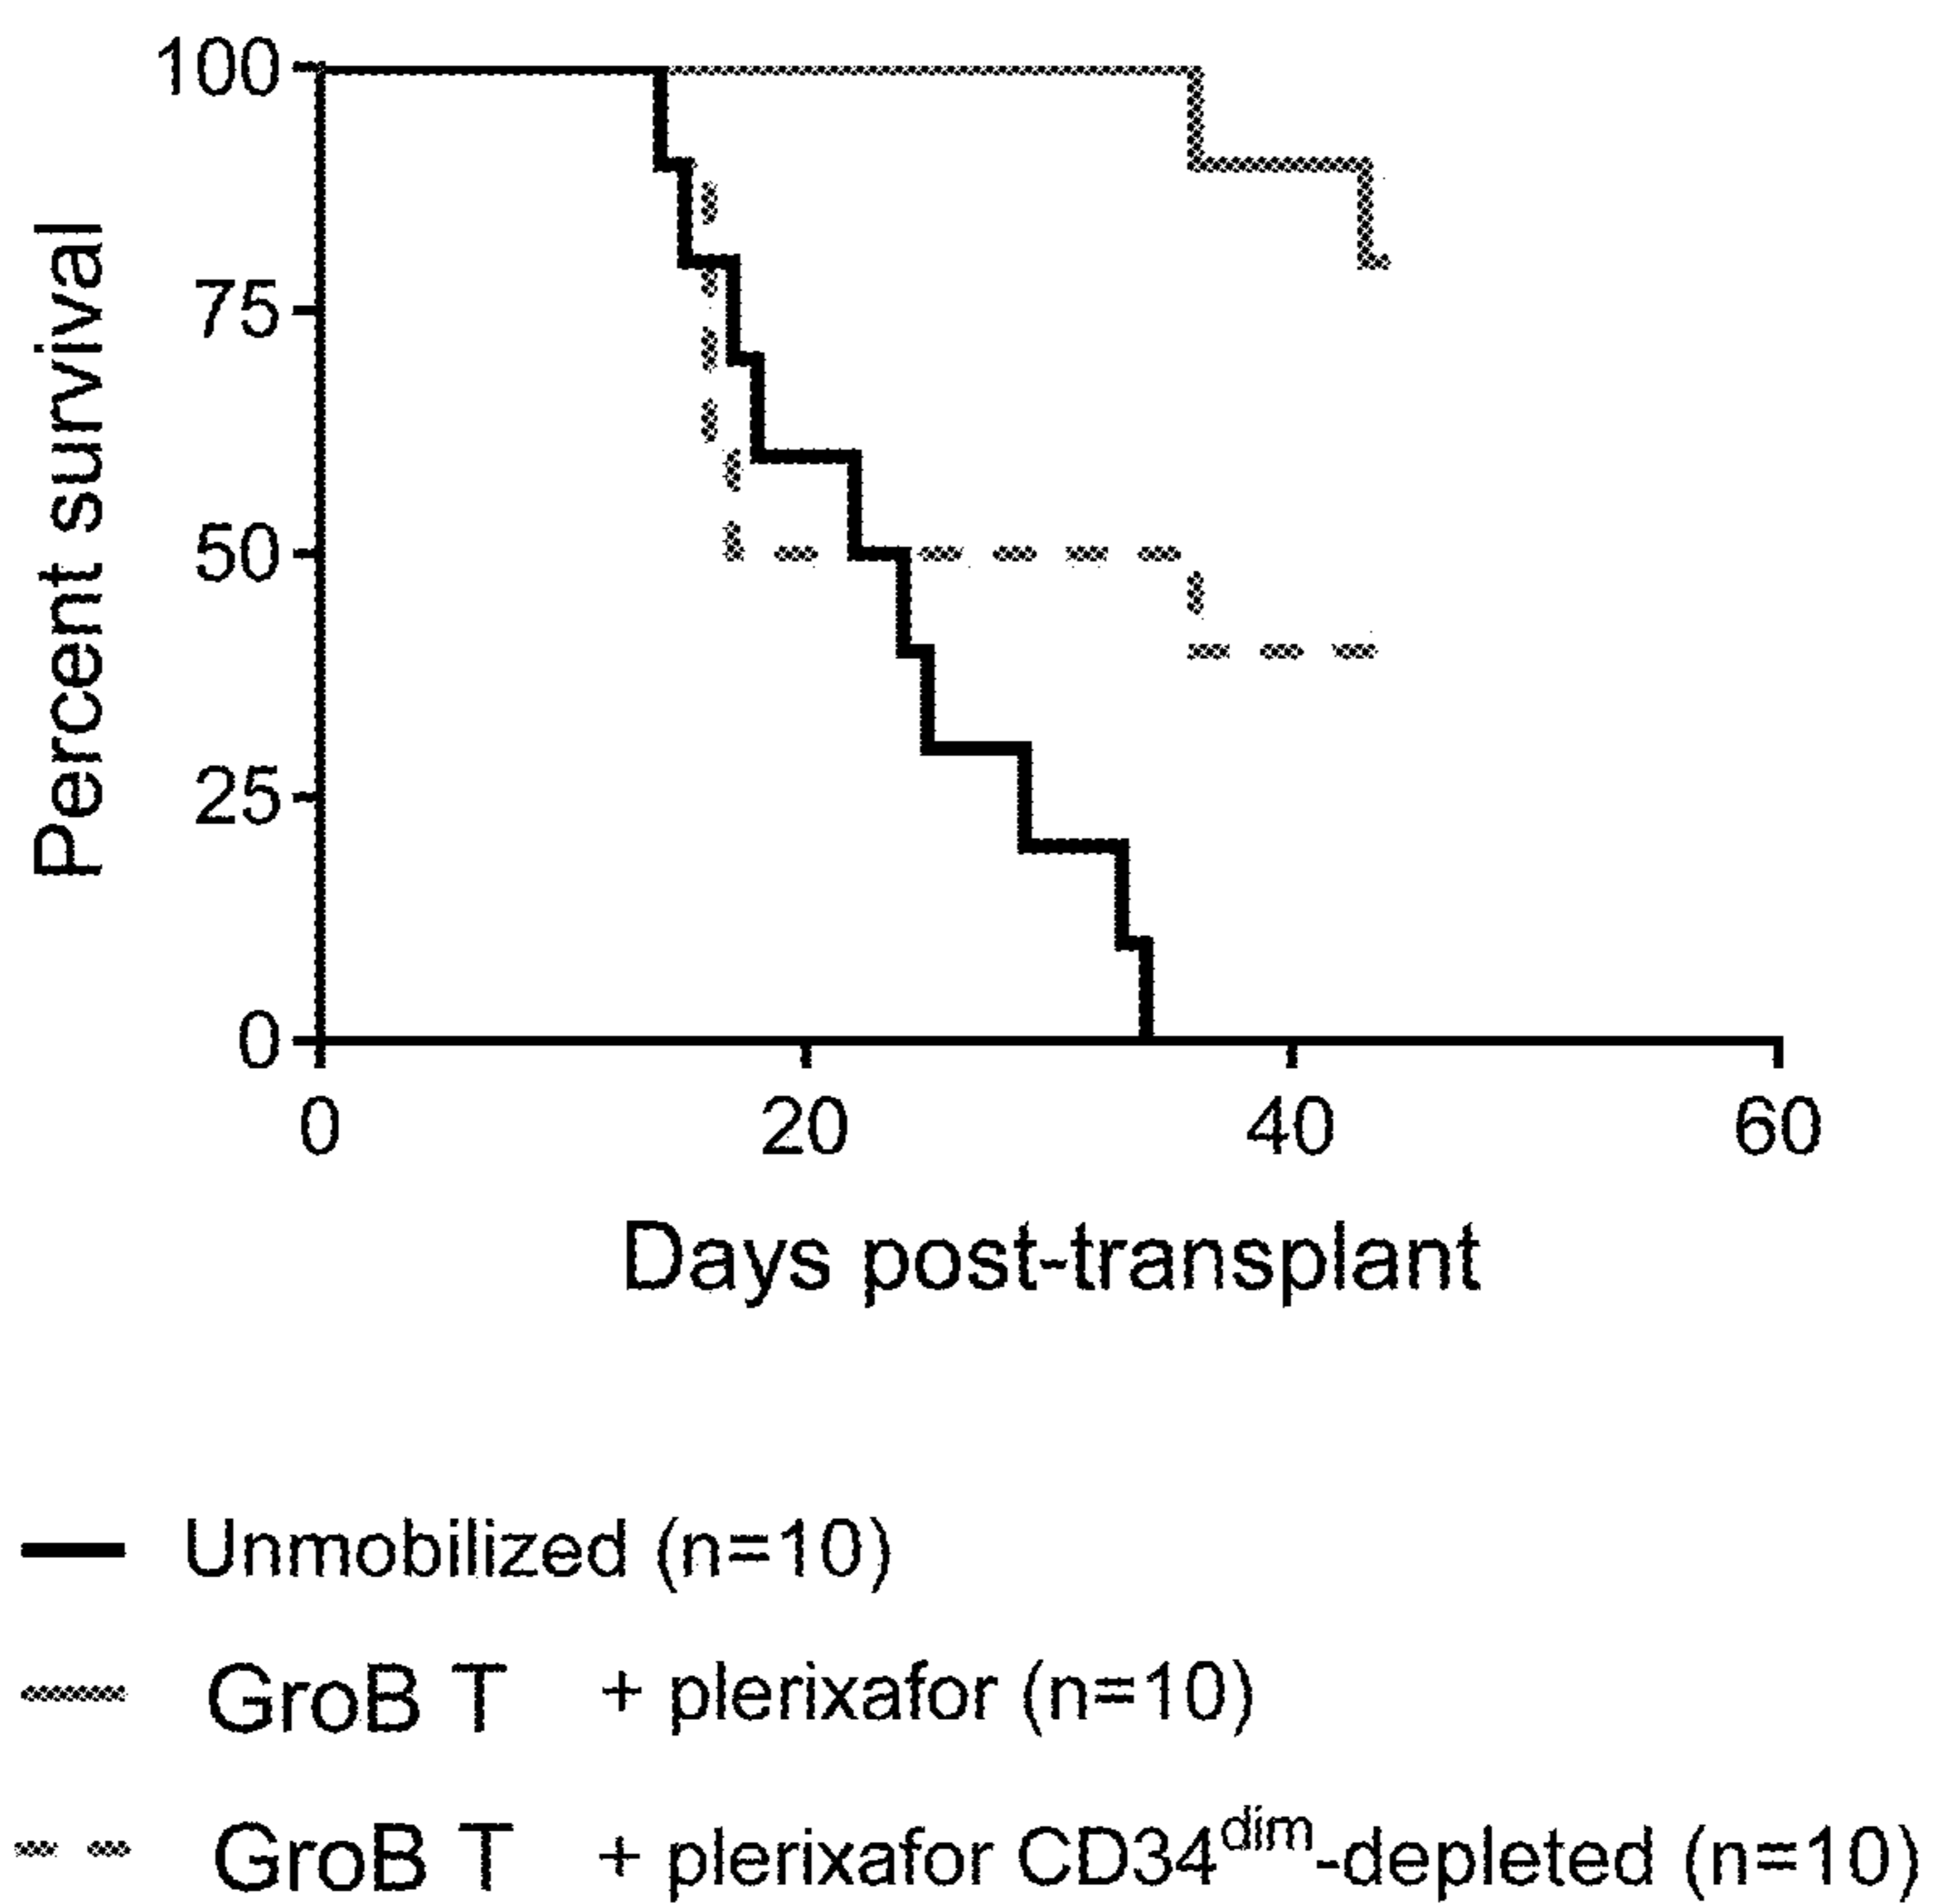 100
75
50
25
0
Percent survival
0 20 40 60
Days post-transplant
Unmobilized (n=10)
GroB T + plerixafor (n=10)
GroB T + plerixafor CD34dim-depleted (n=10)